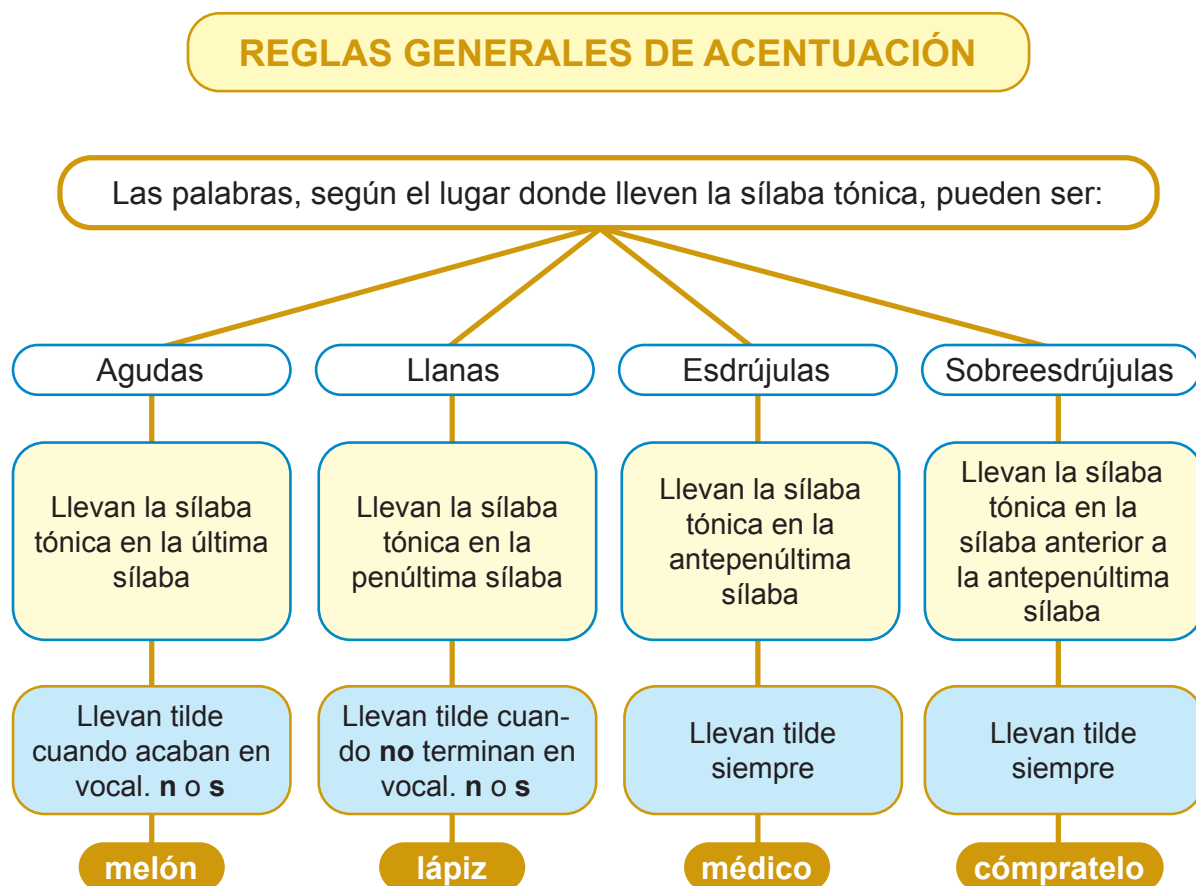 REGLAS GENERALES DE ACENTUACIÓN
Las palabras, según el lugar donde lleven la sílaba tónica, pueden ser:
Agudas
Llevan la sílaba
tónica en la última
sílaba
Llevan tilde
cuando acaban en
vocal. n o s
melón
Llanas
Llevan la sílaba
tónica en la
penúltima sílaba
Llevan tilde cuan-
do no terminan en
vocal. n o s
lápiz
Esdrújulas
Llevan la sílaba
tónica en la
antepenúltima
sílaba
Llevan tilde
siempre
médico
Sobreesdrújulas
Llevan la sílaba
tónica en la
sílaba anterior a
la antepenúltima
sílaba
Llevan tilde
siempre
cómpratelo